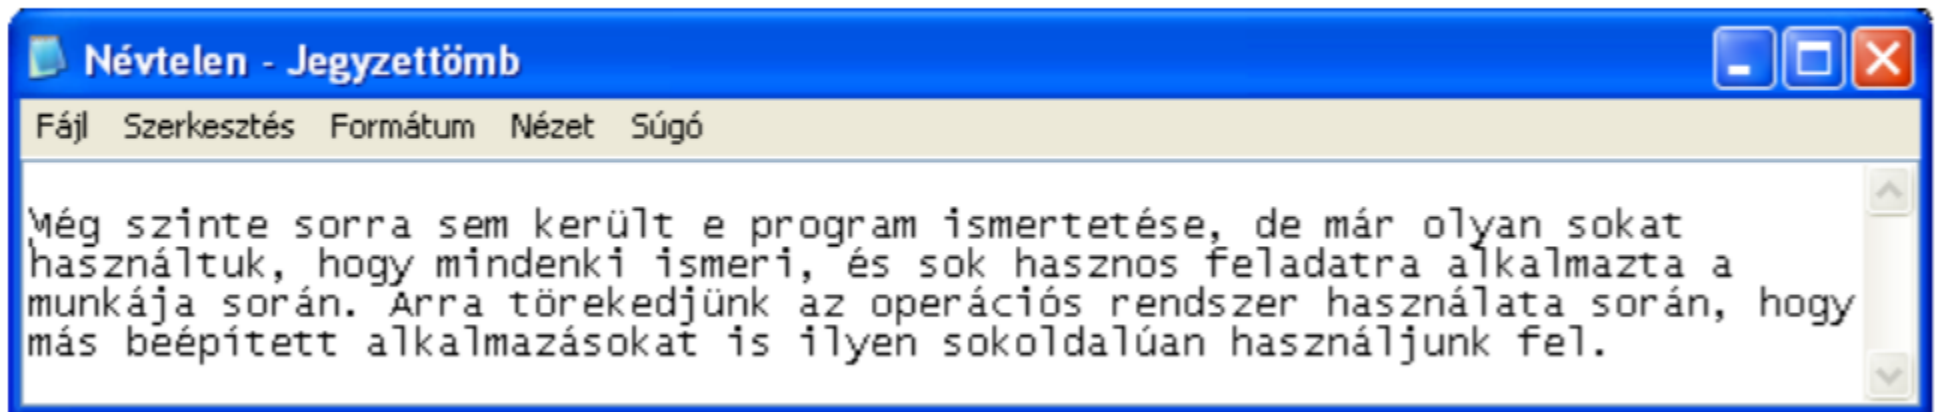 Névtelen - Jegyzettömb
Fájl Szerkesztés Formátum Nézet Súgó
Még szinte sorra sem került e program ismertetése, de már olyan sokat
használtuk, hogy mindenki ismeri, és sok hasznos feladatra alkalmazta a
munkája során. Arra törekedjünk az operációs rendszer használata során, hogy
más beépített alkalmazásokat is ilyen sokoldalúan használjunk fel.